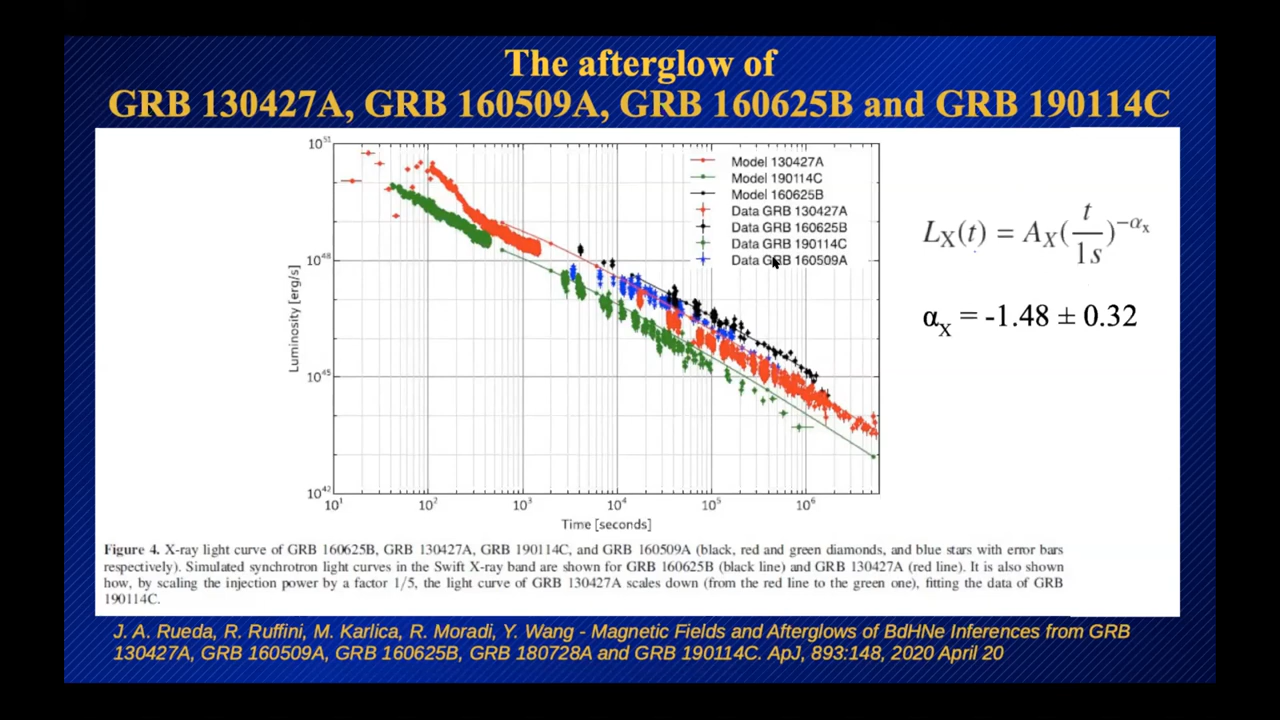 The afterglow of
GRB 130427A, GRB 160509A, GRB 160625B and GRB 190114C
10^51
10^48
10^45
10^42
Luminosity [erg/s]
10^1 10^2 10^3 10^4 10^5 10^6
Time [seconds]
Model 130427A
Model 190114C
Model 160625B
Data GRB 130427A
Data GRB 160625B
Data GRB 190114C
Data GRB 160509A
L_X(t) = A_X(t/1s)^{-α_X}
α_X = -1.48 ± 0.32
Figure 4. X-ray light curve of GRB 160625B, GRB 130427A, GRB 190114C, and GRB 160509A (black, red and green diamonds, and blue stars with error bars
respectively). Simulated synchrotron light curves in the Swift X-ray band are shown for GRB 160625B (black line) and GRB 130427A (red line). It is also shown
how, by scaling the injection power by a factor 1/5, the light curve of GRB 130427A scales down (from the red line to the green one), fitting the data of GRB
190114C.
J. A. Rueda, R. Ruffini, M. Karlica, R. Moradi, Y. Wang - Magnetic Fields and Afterglows of BdHNe Inferences from GRB
130427A, GRB 160509A, GRB 160625B, GRB 180728A and GRB 190114C. ApJ, 893:148, 2020 April 20